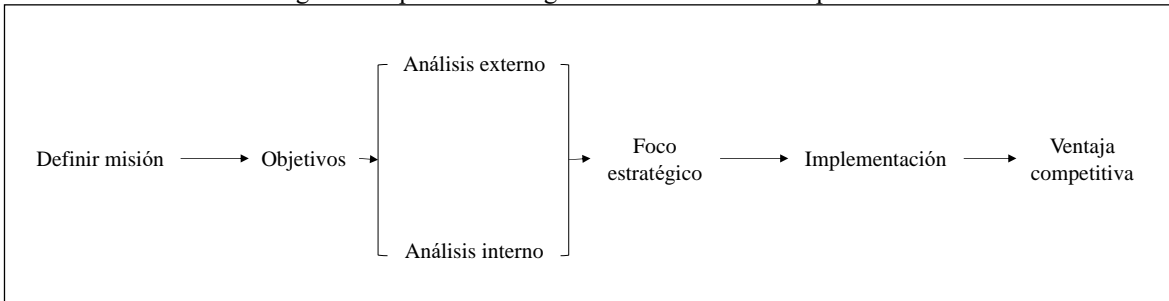 Análisis externo
Definir misión
Objetivos
Foco
estratégico
Implementación
Ventaja
competitiva
Análisis interno